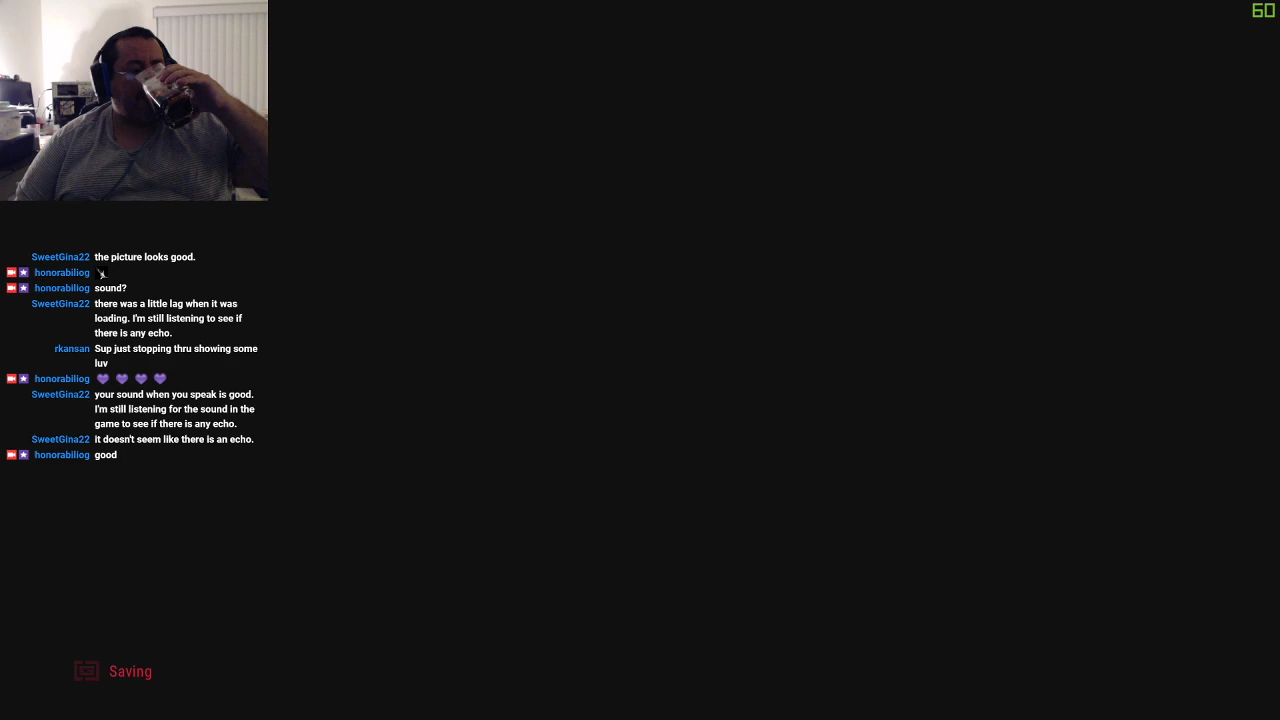 60
SweetGina22 the picture looks good.
honorabiliog
honorabiliog sound?
SweetGina22 there was a little lag when it was
loading. I'm still listening to see if
there is any echo.
rkansan Sup just stopping thru showing some
luv
honorabiliog 💜 💜 💜 💜
SweetGina22 your sound when you speak is good.
I'm still listening for the sound in the
game to see if there is any echo.
SweetGina22 it doesn't seem like there is an echo.
honorabiliog good
Saving